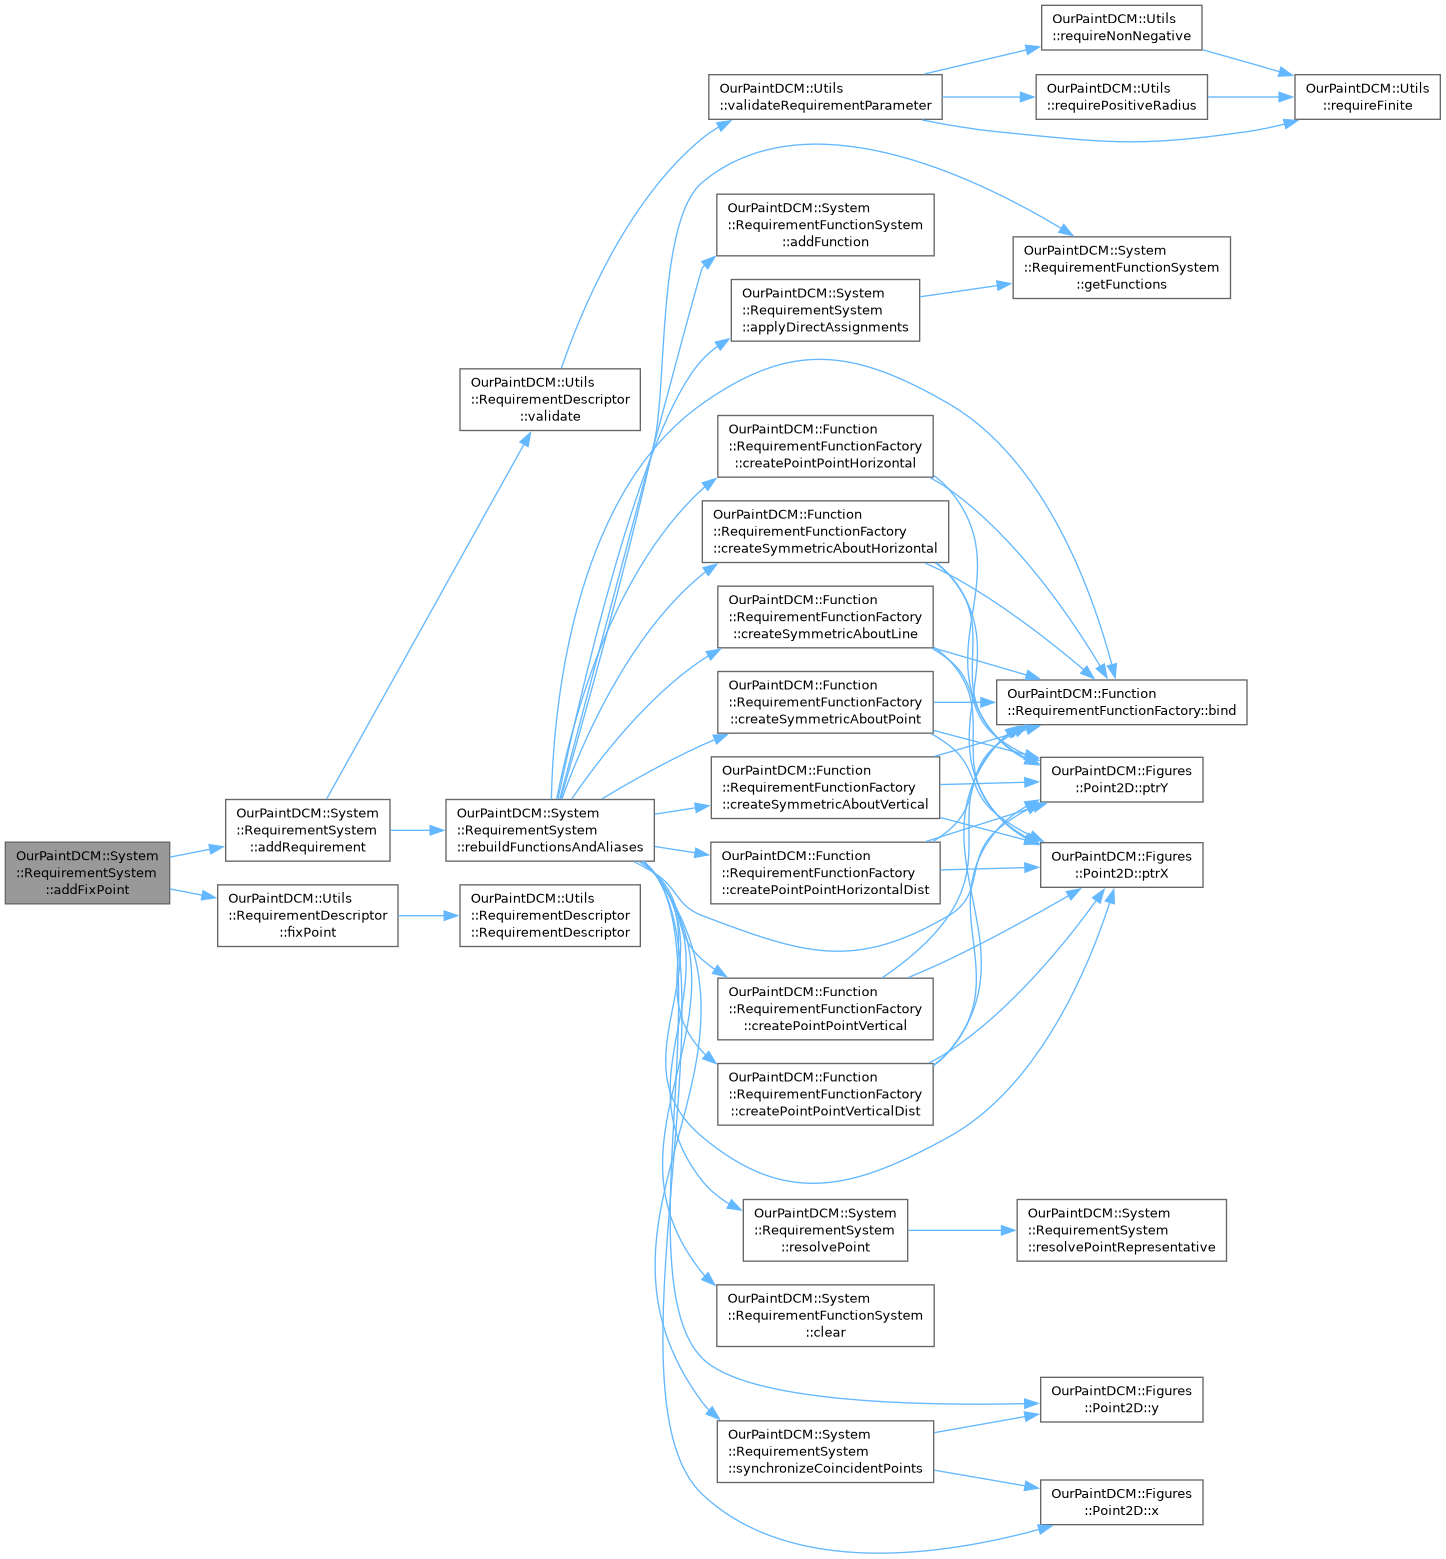 OurPaintDCM::System
::RequirementSystem
::addFixPoint
OurPaintDCM::System
::RequirementSystem
::addRequirement
OurPaintDCM::Utils
::RequirementDescriptor
::fixPoint
OurPaintDCM::Utils
::RequirementDescriptor
::validate
OurPaintDCM::System
::RequirementSystem
::rebuildFunctionsAndAliases
OurPaintDCM::Utils
::RequirementDescriptor
::RequirementDescriptor
OurPaintDCM::Utils
::validateRequirementParameter
OurPaintDCM::System
::RequirementFunctionSystem
::addFunction
OurPaintDCM::System
::RequirementSystem
::applyDirectAssignments
OurPaintDCM::Function
::RequirementFunctionFactory
::createPointPointHorizontal
OurPaintDCM::Function
::RequirementFunctionFactory
::createSymmetricAboutHorizontal
OurPaintDCM::Function
::RequirementFunctionFactory
::createSymmetricAboutLine
OurPaintDCM::Function
::RequirementFunctionFactory
::createSymmetricAboutPoint
OurPaintDCM::Function
::RequirementFunctionFactory
::createSymmetricAboutVertical
OurPaintDCM::Function
::RequirementFunctionFactory
::createPointPointHorizontalDist
OurPaintDCM::Function
::RequirementFunctionFactory
::createPointPointVertical
OurPaintDCM::Function
::RequirementFunctionFactory
::createPointPointVerticalDist
OurPaintDCM::System
::RequirementSystem
::resolvePoint
OurPaintDCM::System
::RequirementFunctionSystem
::clear
OurPaintDCM::System
::RequirementSystem
::synchronizeCoincidentPoints
OurPaintDCM::Utils
::requireNonNegative
OurPaintDCM::Utils
::requirePositiveRadius
OurPaintDCM::System
::RequirementFunctionSystem
::getFunctions
OurPaintDCM::Function
::RequirementFunctionFactory::bind
OurPaintDCM::Figures
::Point2D::ptrY
OurPaintDCM::Figures
::Point2D::ptrX
OurPaintDCM::System
::RequirementSystem
::resolvePointRepresentative
OurPaintDCM::Figures
::Point2D::y
OurPaintDCM::Figures
::Point2D::x
OurPaintDCM::Utils
::requireFinite